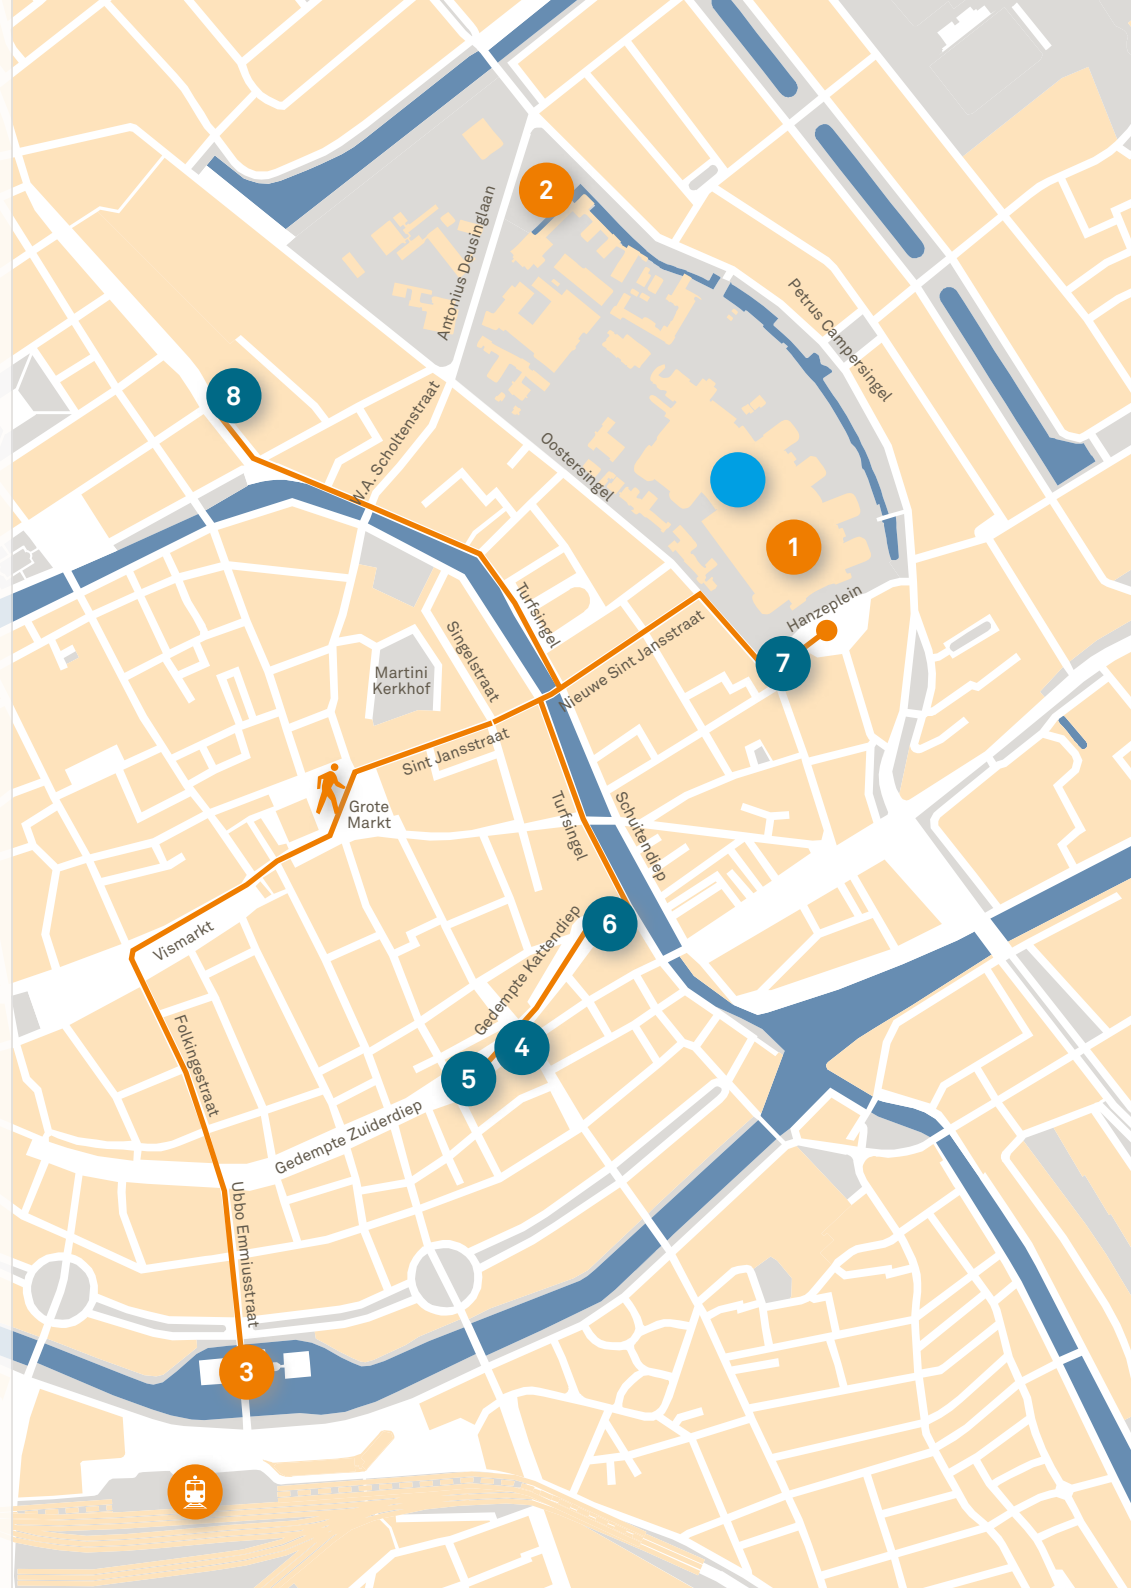 2
Antonius Deusinglaan
Petrus Campersingel
8
W.A. Scholtenstraat
Oostersingel
1
Hanzeplein
Turfsingel
Singelstraat
7
Nieuwe Sint Jansstraat
Martini
Kerkhof
Sint Jansstraat
Grote
Markt
Turfsingel
Schuitendiep
6
Vismarkt
Gedempte Kattendiep
4
5
Folkingestraat
Gedempte Zuiderdiep
Ubbo Emmiusstraat
3